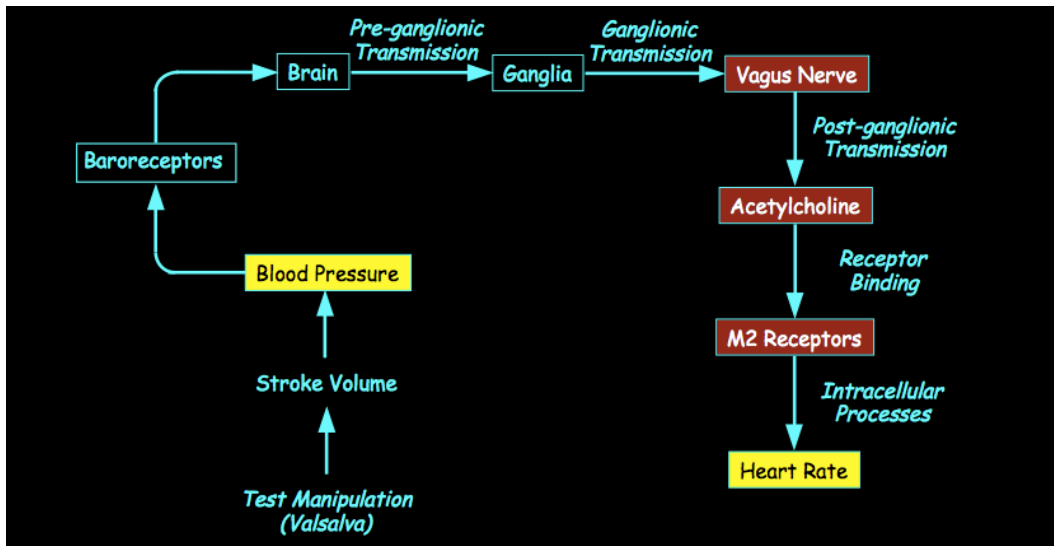 Pre-ganglionic
Transmission
Ganglionic
Transmission
Brain
Ganglia
Vagus Nerve
Post-ganglionic
Transmission
Baroreceptors
Acetylcholine
Receptor
Binding
Blood Pressure
M2 Receptors
Stroke Volume
Intracellular
Processes
Heart Rate
Test Manipulation
(Valsalva)